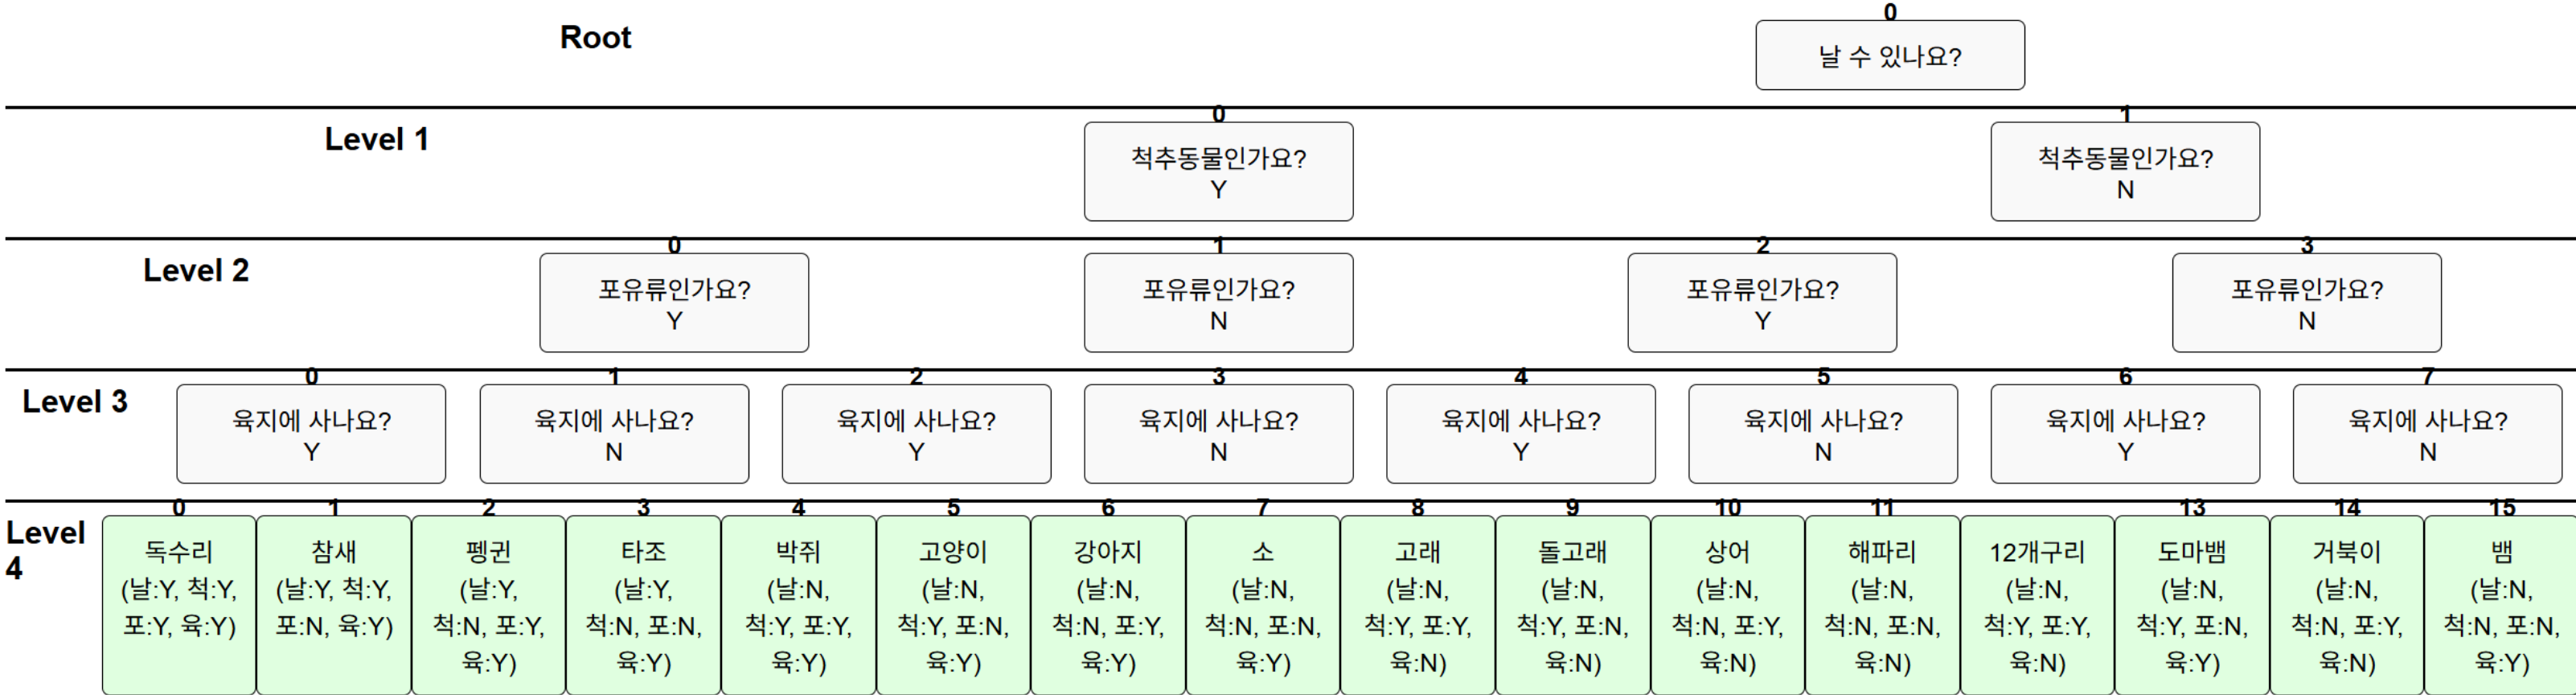 Root
0
날 수 있나요?
Level 1
0
척추동물인가요?
Y
1
척추동물인가요?
N
Level 2
0
포유류인가요?
Y
1
포유류인가요?
N
2
포유류인가요?
Y
3
포유류인가요?
N
Level 3
0
육지에 사나요?
Y
1
육지에 사나요?
N
2
육지에 사나요?
Y
3
육지에 사나요?
N
4
육지에 사나요?
Y
5
육지에 사나요?
N
6
육지에 사나요?
Y
7
육지에 사나요?
N
Level
4
0
독수리
(날:Y, 척:Y,
포:Y, 육:Y)
1
참새
(날:Y, 척:Y,
포:N, 육:Y)
2
펭귄
(날:Y,
척:N, 포:Y,
육:Y)
3
타조
(날:Y,
척:N, 포:N,
육:Y)
4
박쥐
(날:N,
척:Y, 포:Y,
육:Y)
5
고양이
(날:N,
척:Y, 포:N,
육:Y)
6
강아지
(날:N,
척:N, 포:Y,
육:Y)
7
소
(날:N,
척:N, 포:N,
육:Y)
8
고래
(날:N,
척:Y, 포:Y,
육:N)
9
돌고래
(날:N,
척:Y, 포:N,
육:N)
10
상어
(날:N,
척:N, 포:Y,
육:N)
11
해파리
(날:N,
척:N, 포:N,
육:N)
12개구리
(날:N,
척:Y, 포:Y,
육:N)
13
도마뱀
(날:N,
척:Y, 포:N,
육:Y)
14
거북이
(날:N,
척:N, 포:Y,
육:N)
15
뱀
(날:N,
척:N, 포:N,
육:Y)